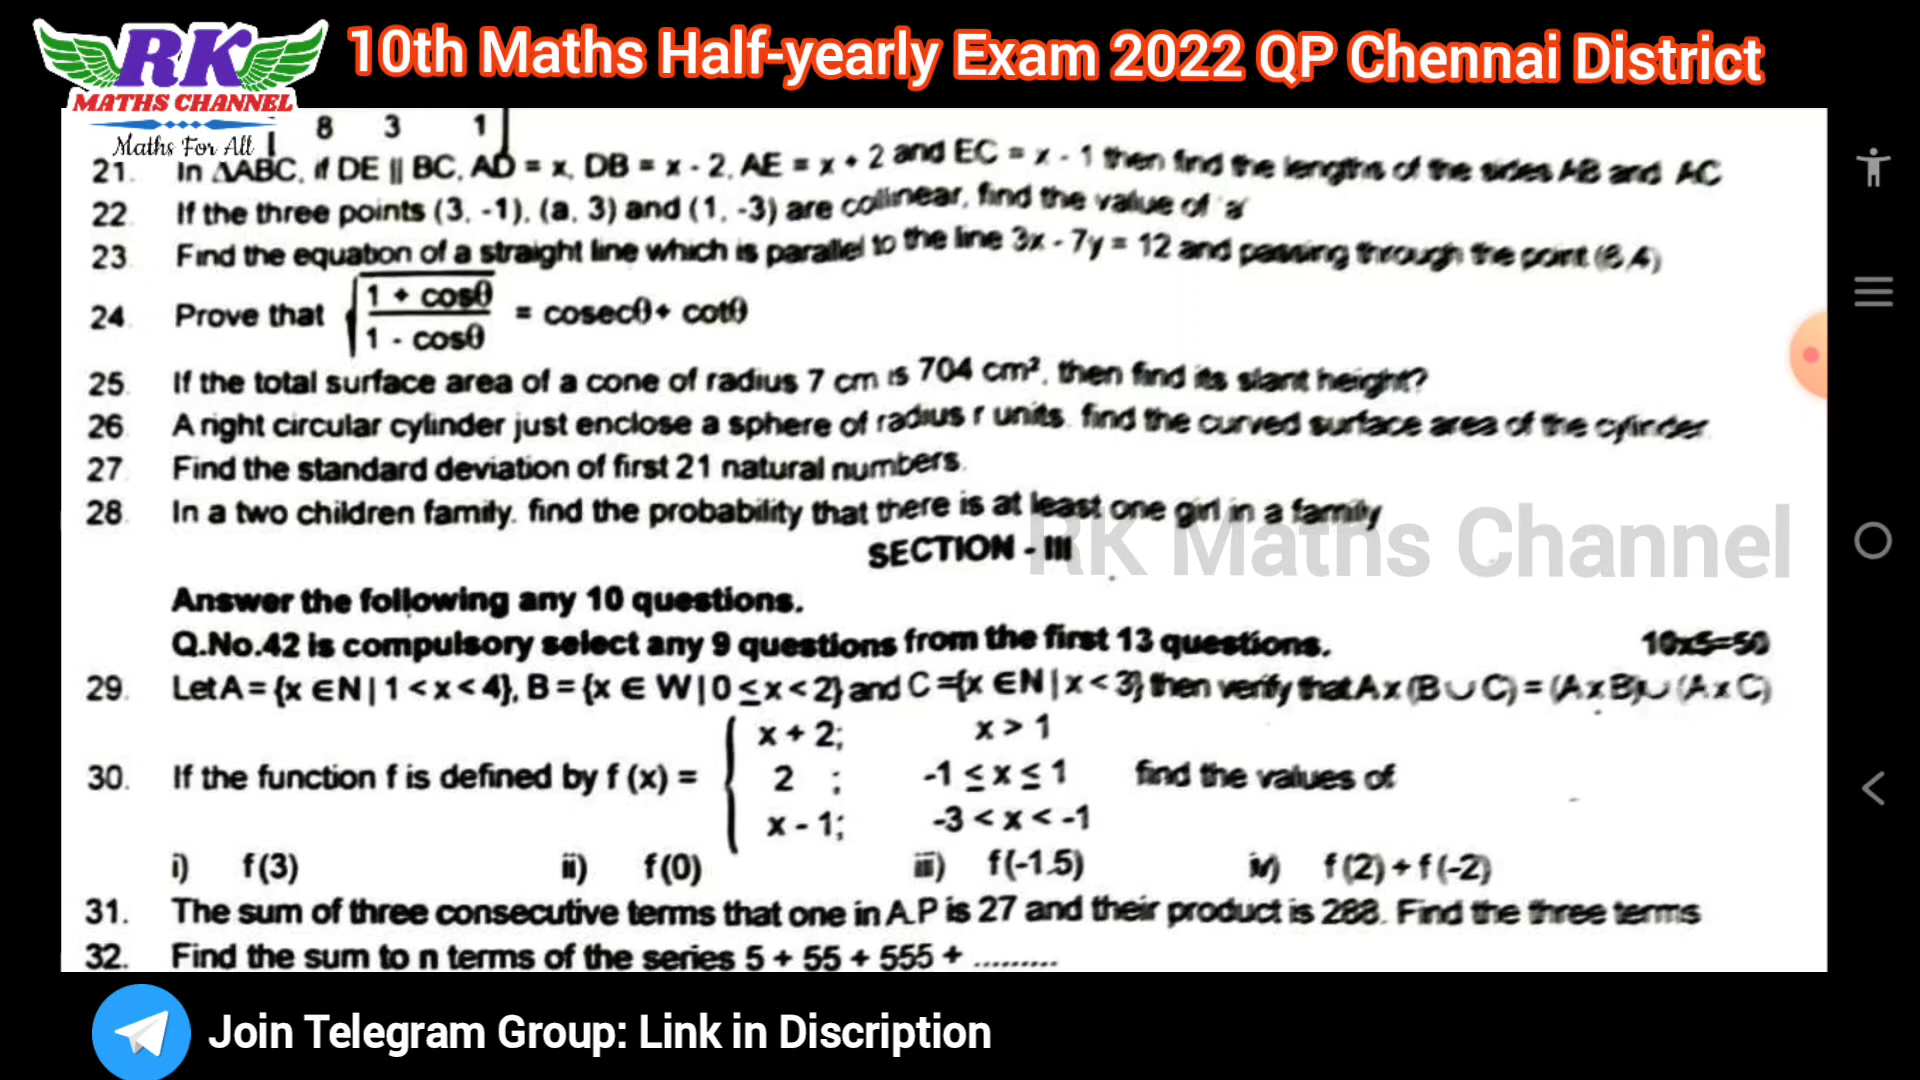 RK
MATHS CHANNEL
Maths For All
10th Maths Half-yearly Exam 2022 QP Chennai District
8 3 1
21. In ΔABC, if DE || BC, AD = x, DB = x - 2, AE = x + 2 and EC = x - 1 then find the lengths of the sides AB and AC
22. If the three points (3, -1), (a, 3) and (1, -3) are collinear, find the value of 'a'
23. Find the equation of a straight line which is parallel to the line 3x - 7y = 12 and passing through the point (6,4)
24. Prove that √((1 + cosθ)/(1 - cosθ)) = cosecθ + cotθ
25. If the total surface area of a cone of radius 7 cm is 704 cm², then find its slant height?
26. A right circular cylinder just enclose a sphere of radius r units. find the curved surface area of the cylinder.
27. Find the standard deviation of first 21 natural numbers.
28. In a two children family. find the probability that there is at least one girl in a family
RK Maths Channel
SECTION - III
Answer the following any 10 questions.
Q.No.42 is compulsory select any 9 questions from the first 13 questions. 10x5=50
29. Let A = {x ∈ N | 1 < x < 4}, B = {x ∈ W | 0 ≤ x < 2} and C = {x ∈ N | x < 3} then verify that A x (B ∪ C) = (A x B) ∪ (A x C)
x + 2; x > 1
30. If the function f is defined by f (x) = { 2 ; -1 ≤ x ≤ 1 find the values of
x - 1; -3 < x < -1
i) f(3) ii) f(0) iii) f(-1.5) iv) f(2) + f(-2)
31. The sum of three consecutive terms that one in A.P is 27 and their product is 288. Find the three terms
32. Find the sum to n terms of the series 5 + 55 + 555 + .........
Join Telegram Group: Link in Discription